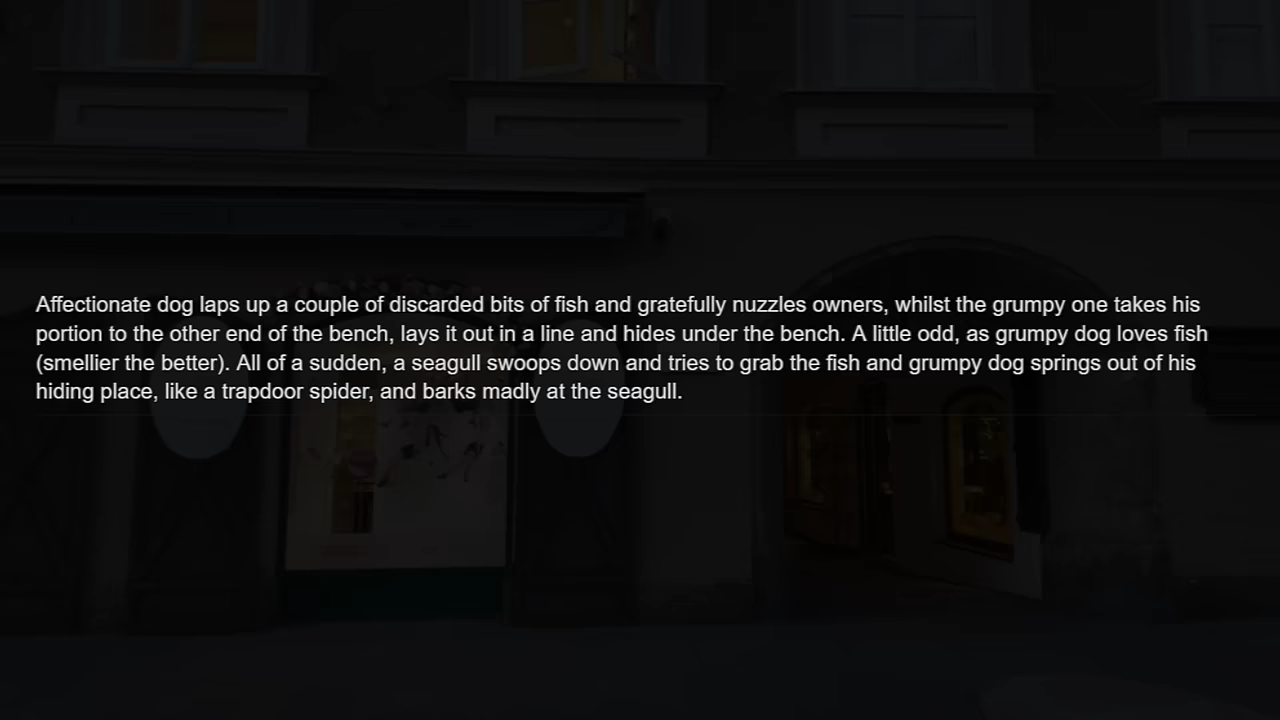 Affectionate dog laps up a couple of discarded bits of fish and gratefully nuzzles owners, whilst the grumpy one takes his
portion to the other end of the bench, lays it out in a line and hides under the bench. A little odd, as grumpy dog loves fish
(smellier the better). All of a sudden, a seagull swoops down and tries to grab the fish and grumpy dog springs out of his
hiding place, like a trapdoor spider, and barks madly at the seagull.